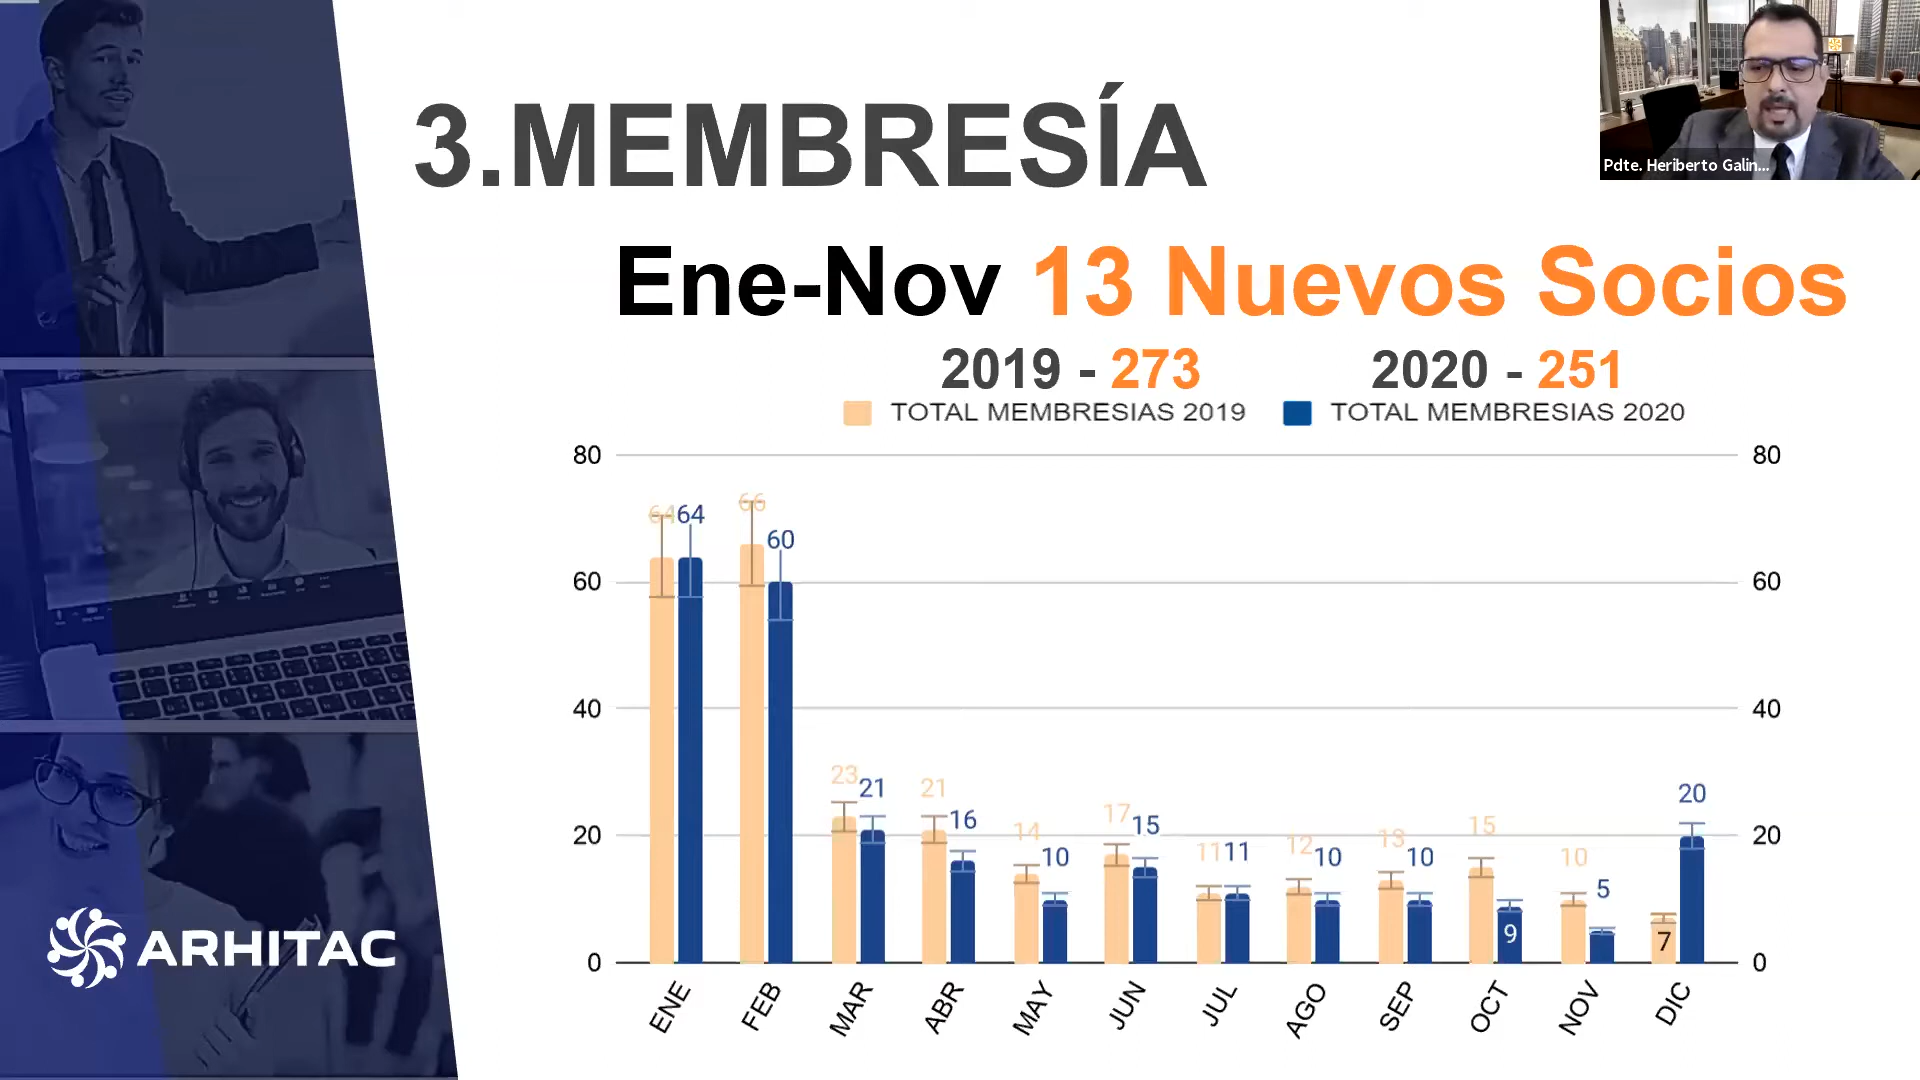 3.MEMBRESÍA
Pdte. Heriberto Galin...
Ene-Nov 13 Nuevos Socios
2019 - 273 2020 - 251
TOTAL MEMBRESIAS 2019 TOTAL MEMBRESIAS 2020
80 80
66
64 64
60
60 60
40 40
23 21 21 16 14 10 17 15 11 11 12 10 13 10 15 10 5 20
20 20
9 7
0 0
ENE FEB MAR ABR MAY JUN JUL AGO SEP OCT NOV DIC
ARHITAC